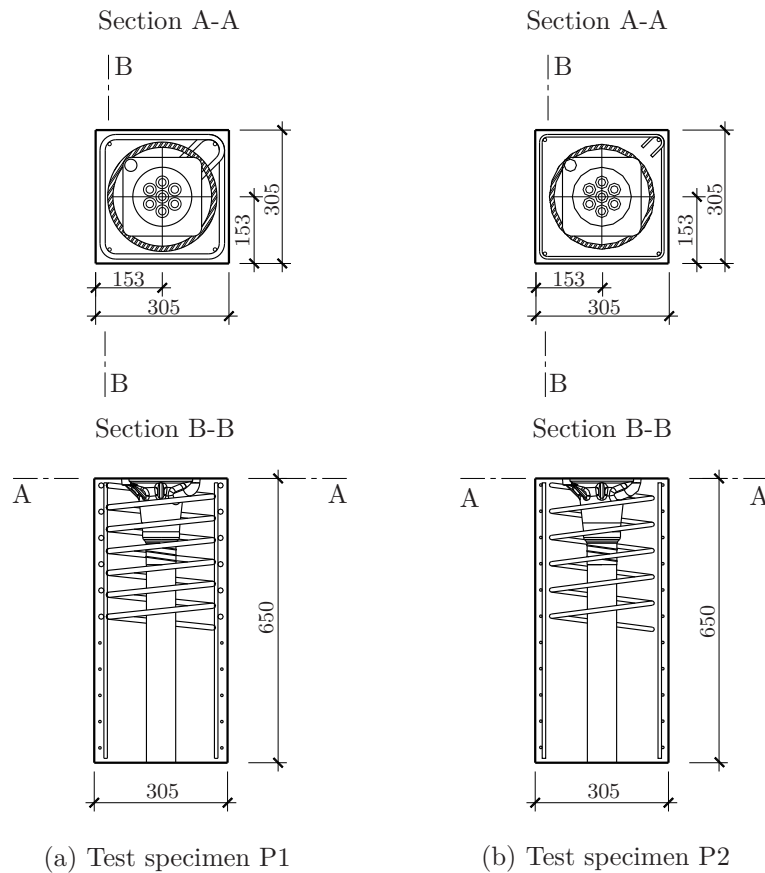 Section A-A
B
305
153
153
305
B
Section B-B
A
A
650
305
(a) Test specimen P1
Section A-A
B
305
153
153
305
B
Section B-B
A
A
650
305
(b) Test specimen P2